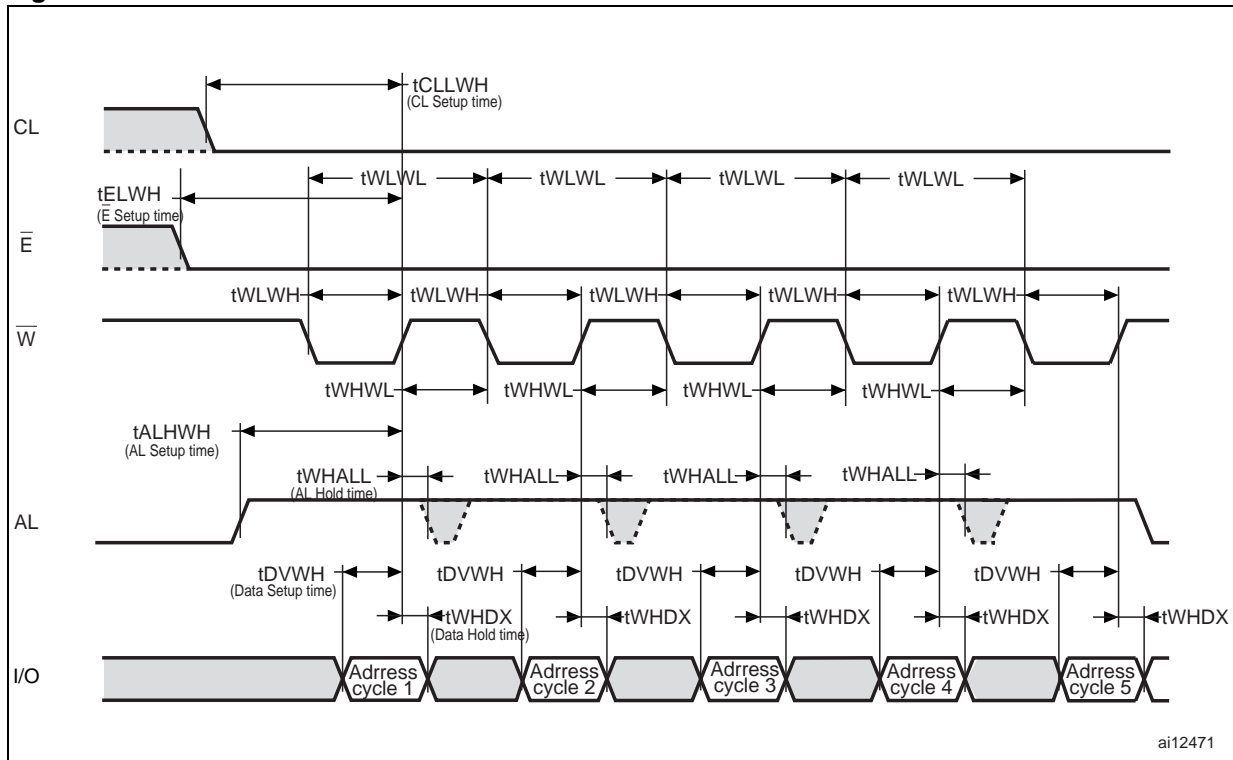 tCLLWH
(CL Setup time)
CL
tWLWL tWLWL tWLWL tWLWL
tELWH
(E Setup time)
E
tWLWH tWLWH tWLWH tWLWH tWLWH
W
tWHWL tWHWL tWHWL tWHWL
tALHWH
(AL Setup time)
tWHALL tWHALL tWHALL tWHALL
(AL Hold time)
AL
tDVWH tDVWH tDVWH tDVWH tDVWH
(Data Setup time)
tWHDX tWHDX tWHDX tWHDX tWHDX
(Data Hold time)
I/O
Adrress cycle 1
Adrress cycle 2
Adrress cycle 3
Adrress cycle 4
Adrress cycle 5
ai12471